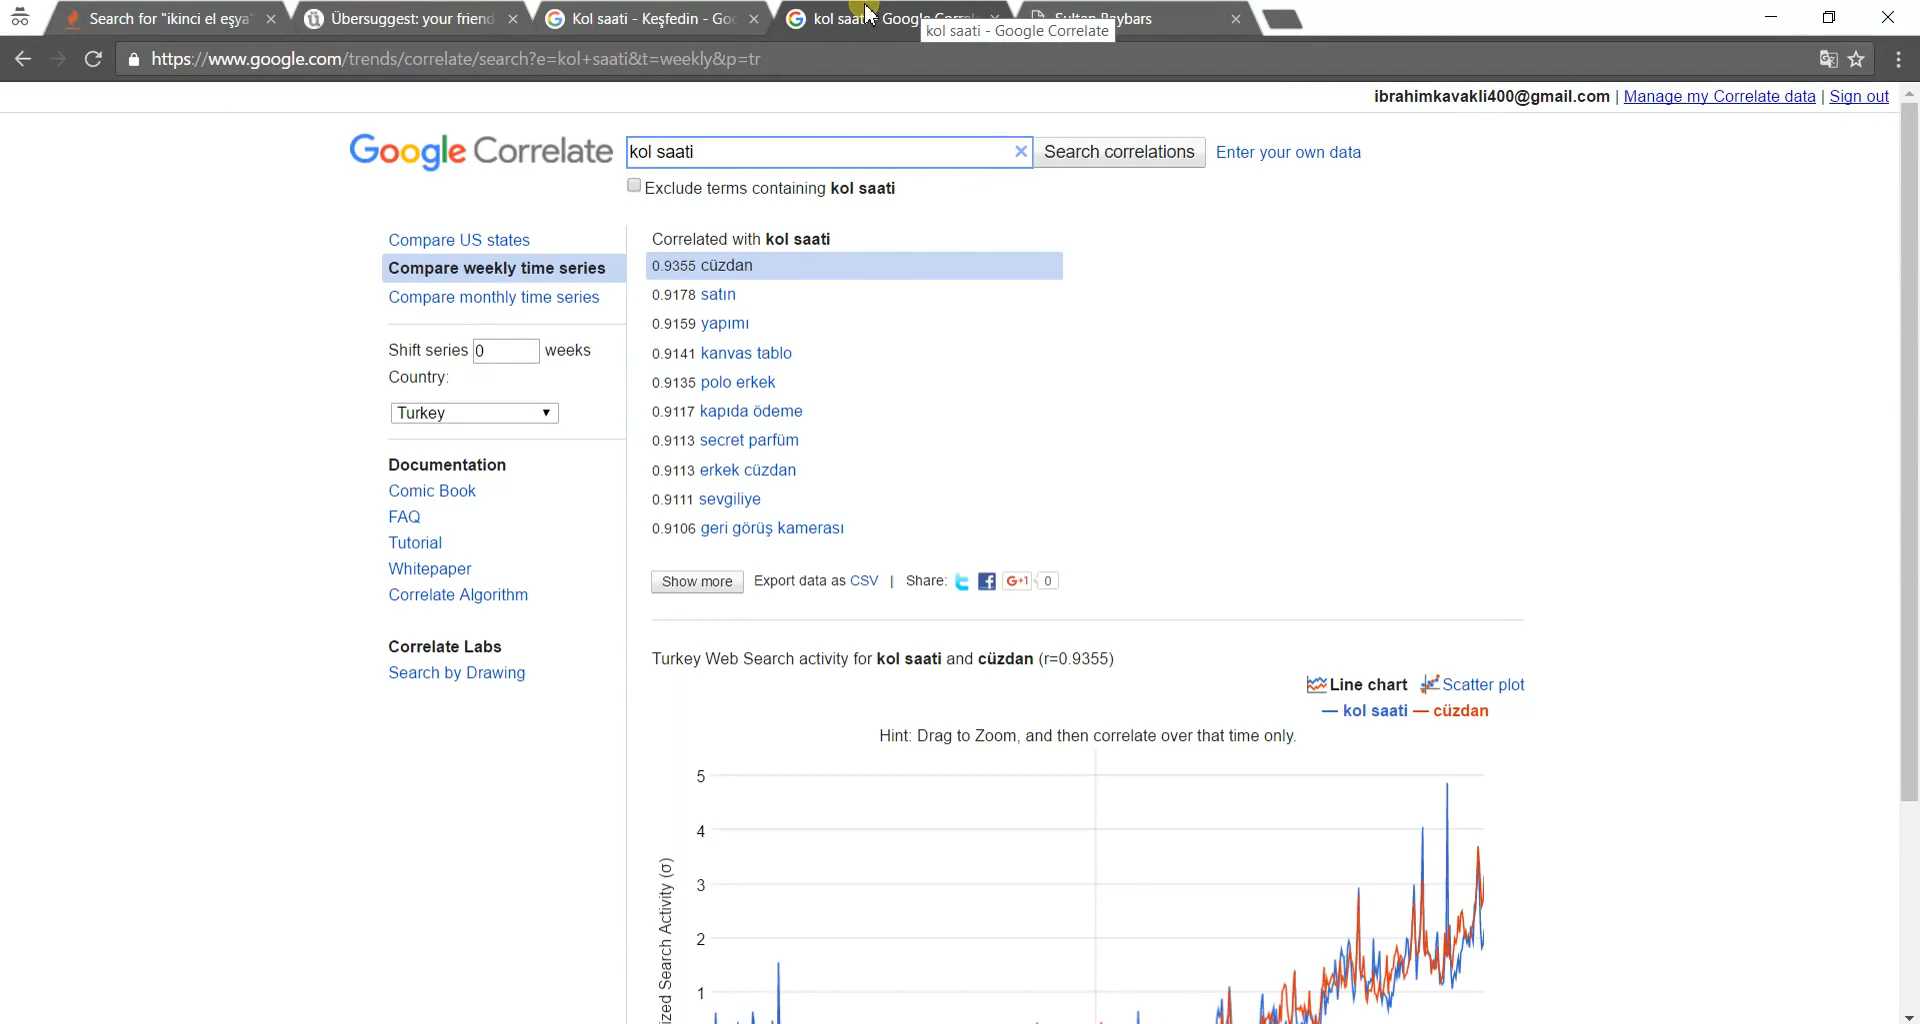 Search for "ikinci el eşya
Übersuggest: your friend
Kol saati - Keşfedin - Goo
kol saati - Google Correlate
Sultan Baybars
https://www.google.com/trends/correlate/search?e=kol+saati&t=weekly&p=tr
ibrahimkavakli400@gmail.com | Manage my Correlate data | Sign out
Google Correlate
kol saati
Search correlations
Enter your own data
Exclude terms containing kol saati
Compare US states
Compare weekly time series
Compare monthly time series
Shift series 0 weeks
Country:
Turkey
Documentation
Comic Book
FAQ
Tutorial
Whitepaper
Correlate Algorithm
Correlate Labs
Search by Drawing
Correlated with kol saati
0.9355 cüzdan
0.9178 satın
0.9159 yapımı
0.9141 kanvas tablo
0.9135 polo erkek
0.9117 kapıda ödeme
0.9113 secret parfüm
0.9113 erkek cüzdan
0.9111 sevgiliye
0.9106 geri görüş kamerası
Show more
Export data as CSV | Share: G+1 0
Turkey Web Search activity for kol saati and cüzdan (r=0.9355)
Line chart Scatter plot
kol saati cüzdan
Hint: Drag to Zoom, and then correlate over that time only.
5
4
3
2
1
ized Search Activity (σ)